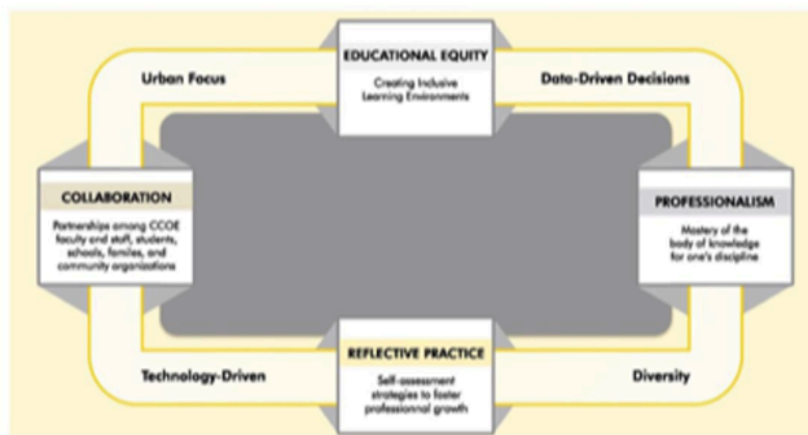 EDUCATIONAL EQUITY
Creating Inclusive
Learning Environments
Urban Focus
Data-Driven Decisions
COLLABORATION
Partnerships among CCOE
faculty and staff, students,
schools, familes, and
community organizations
PROFESSIONALISM
Mastery of the
body of knowledge
for one's discipline
REFLECTIVE PRACTICE
Self-assessment
strategies to foster
professionnal growth
Technology-Driven
Diversity